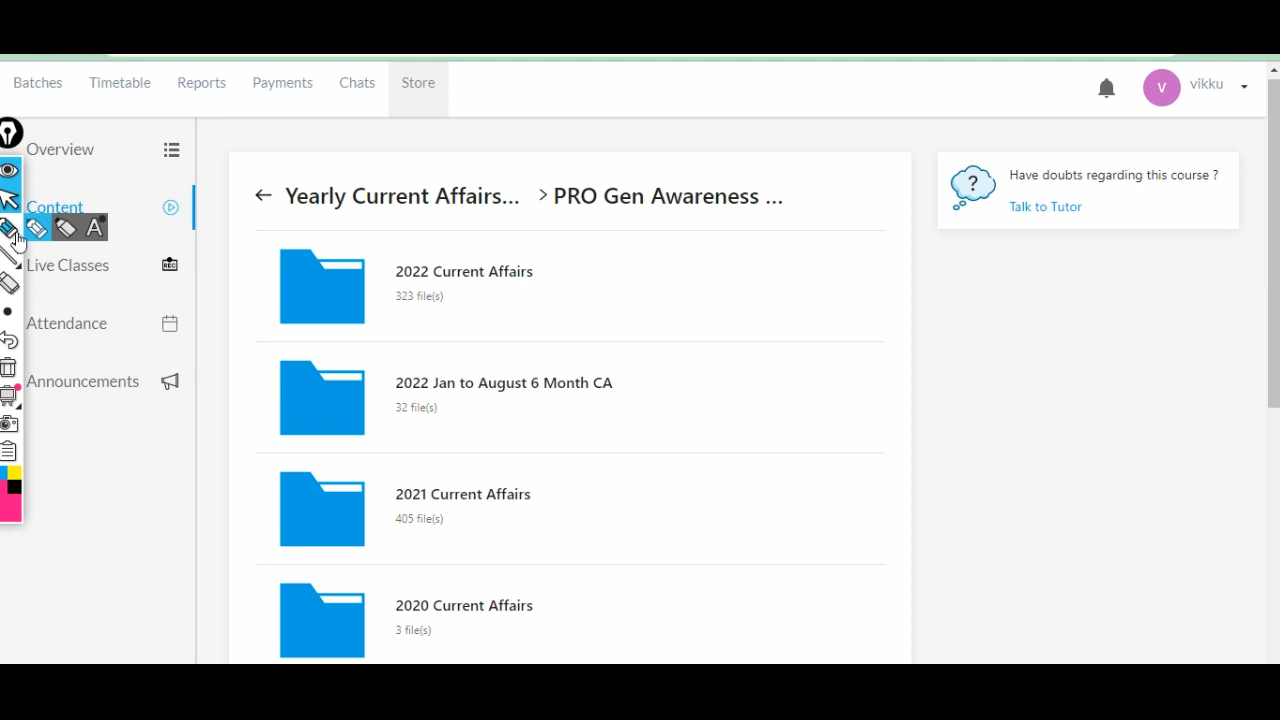 Batches Timetable Reports Payments Chats Store
V vikku
Overview
Content
A
Live Classes
REC
Attendance
Announcements
Yearly Current Affairs... > PRO Gen Awareness ...
2022 Current Affairs
323 file(s)
2022 Jan to August 6 Month CA
32 file(s)
2021 Current Affairs
405 file(s)
2020 Current Affairs
3 file(s)
?
Have doubts regarding this course ?
Talk to Tutor